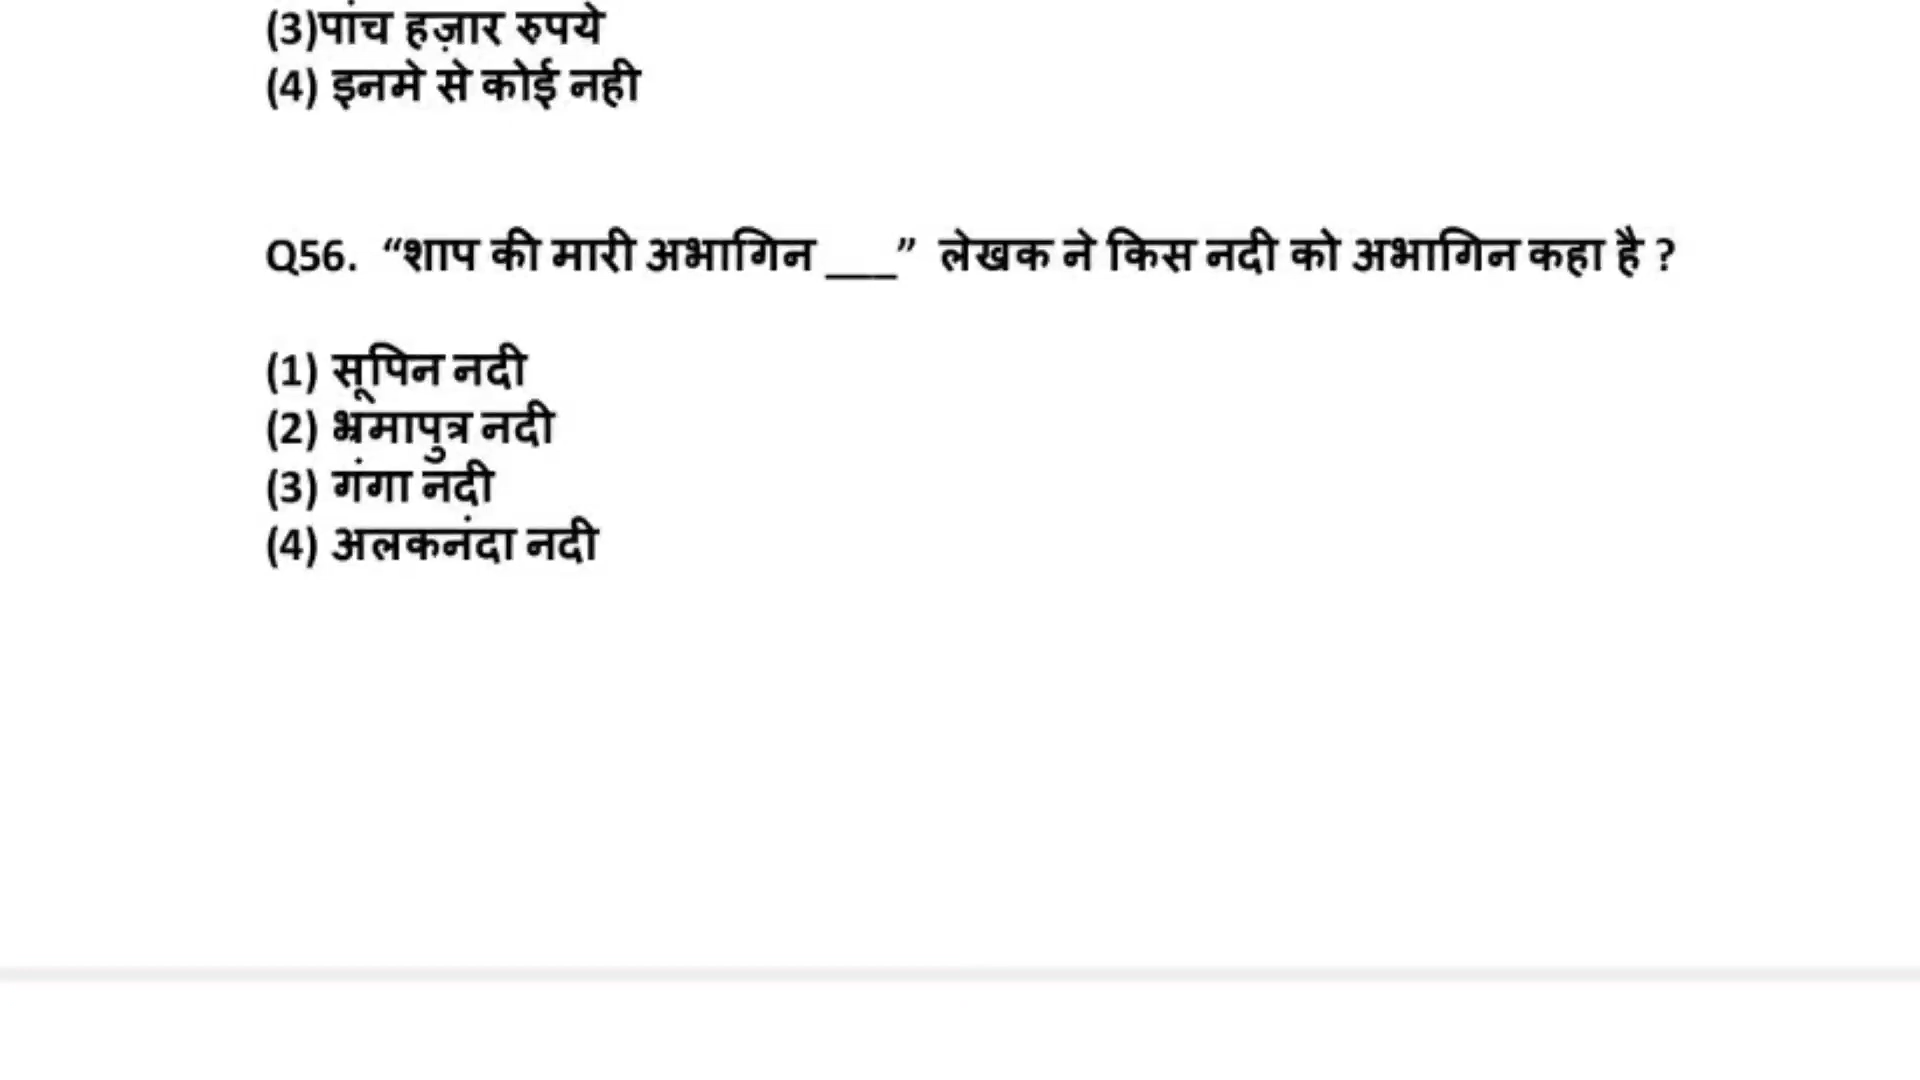 (3)पांच हज़ार रुपये
(4) इनमे से कोई नही
Q56. “शाप की मारी अभागिन ___” लेखक ने किस नदी को अभागिन कहा है ?
(1) सूपिन नदी
(2) भ्रमापुत्र नदी
(3) गंगा नदी
(4) अलकनंदा नदी